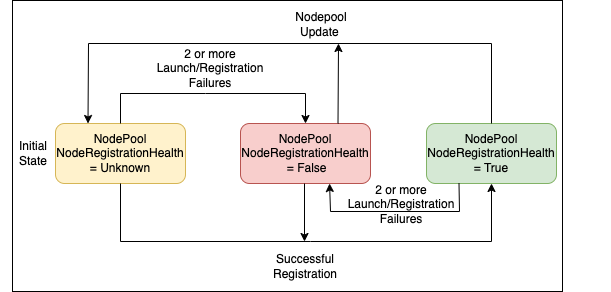 Nodepool
Update
2 or more
Launch/Registration
Failures
Initial
State
NodePool
NodeRegistrationHealth
= Unknown
NodePool
NodeRegistrationHealth
= False
NodePool
NodeRegistrationHealth
= True
2 or more
Launch/Registration
Failures
Successful
Registration